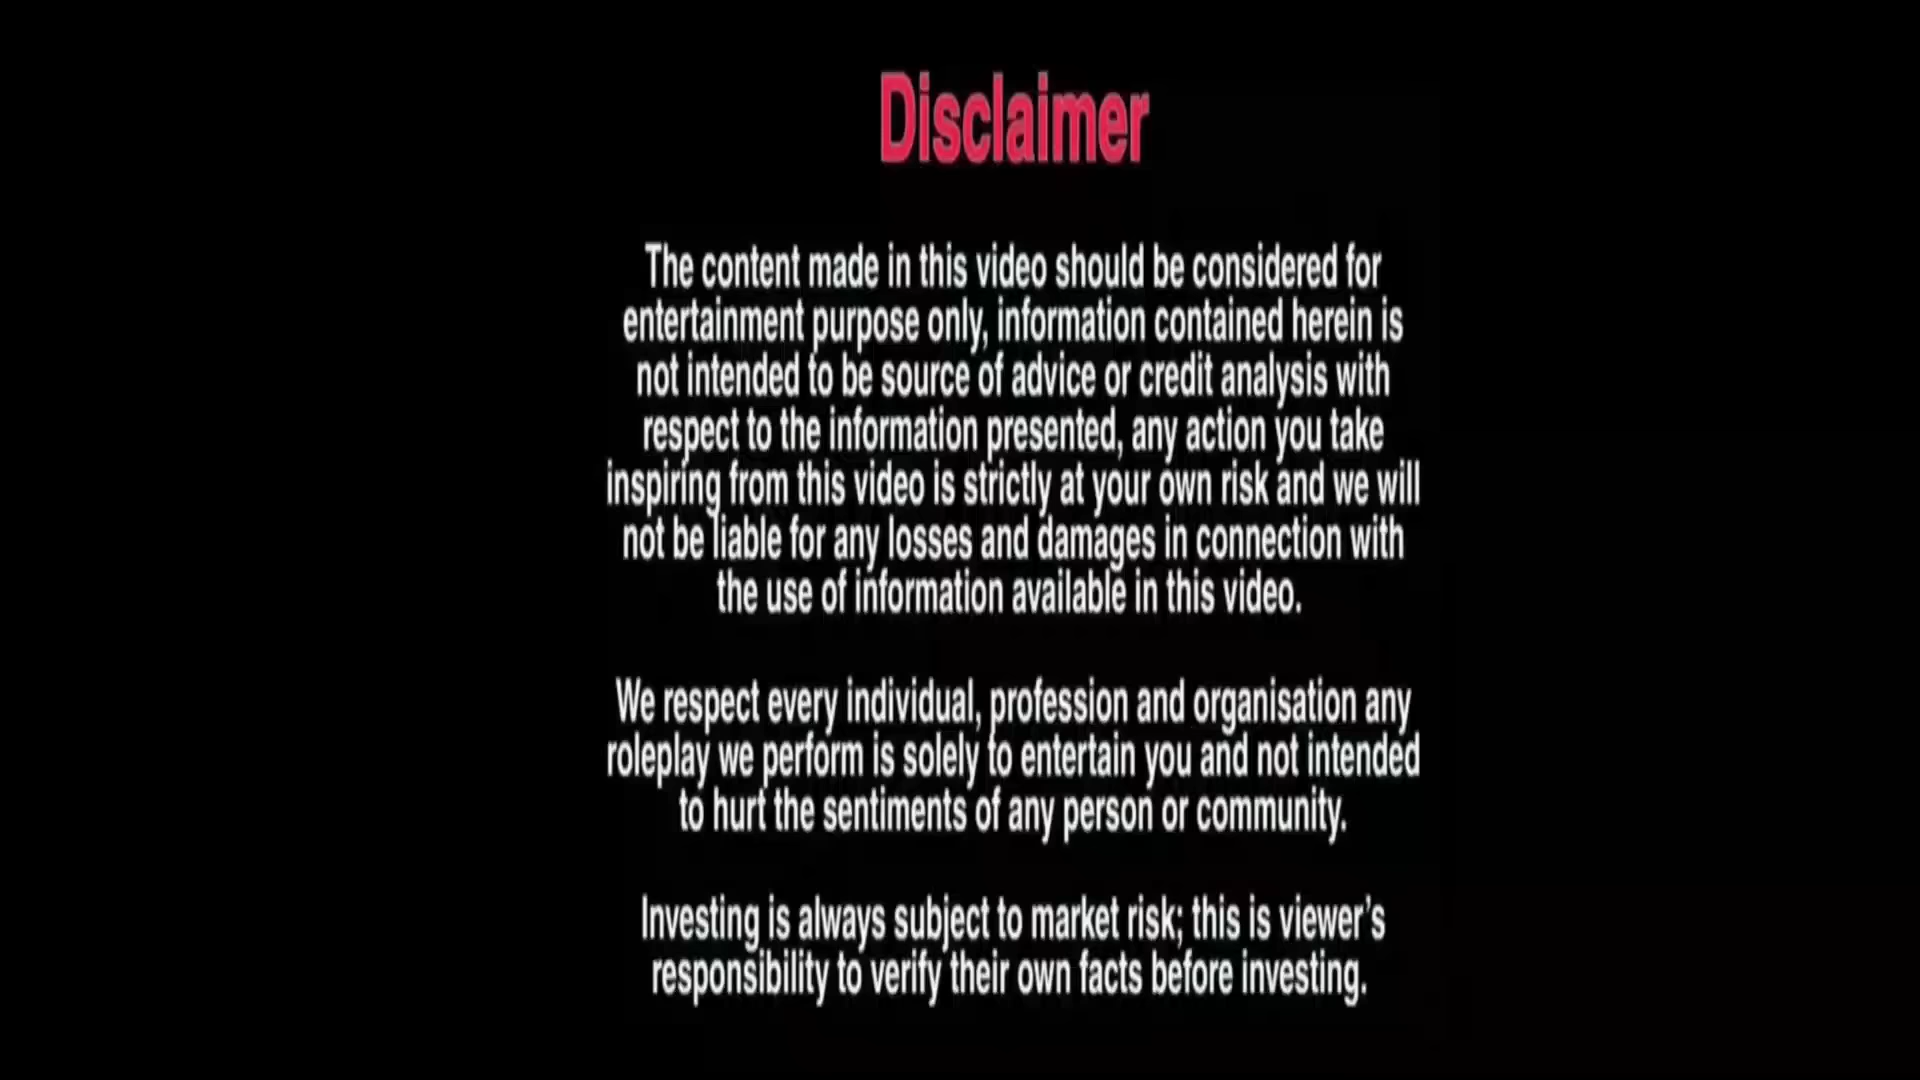 Disclaimer
The content made in this video should be considered for
entertainment purpose only, information contained herein is
not intended to be source of advice or credit analysis with
respect to the information presented, any action you take
inspiring from this video is strictly at your own risk and we will
not be liable for any losses and damages in connection with
the use of information available in this video.
We respect every individual, profession and organisation any
roleplay we perform is solely to entertain you and not intended
to hurt the sentiments of any person or community.
Investing is always subject to market risk; this is viewer's
responsibility to verify their own facts before investing.